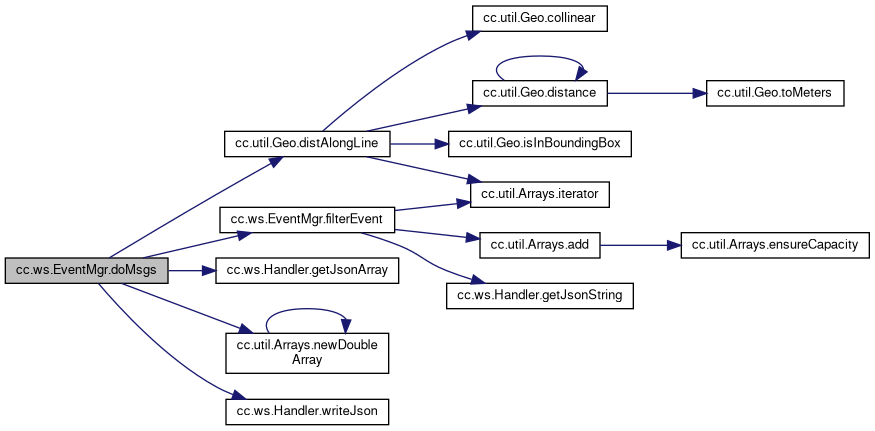 cc.util.Geo.collinear
cc.util.Geo.distance
cc.util.Geo.toMeters
cc.util.Geo.distAlongLine
cc.util.Geo.isInBoundingBox
cc.util.Arrays.iterator
cc.ws.EventMgr.filterEvent
cc.util.Arrays.add
cc.util.Arrays.ensureCapacity
cc.ws.EventMgr.doMsgs
cc.ws.Handler.getJsonArray
cc.ws.Handler.getJsonString
cc.util.Arrays.newDouble
Array
cc.ws.Handler.writeJson